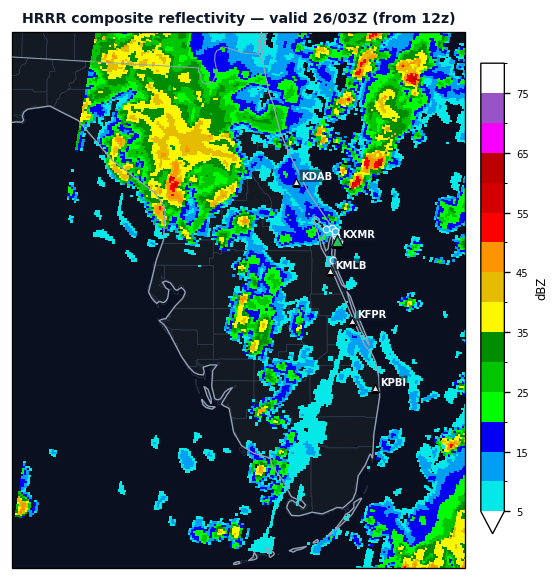 HRRR composite reflectivity — valid 26/03Z (from 12z)
KDAB
KXMR
KMLB
KFPR
KPBI
75
65
55
45
35
25
15
5
dBZ